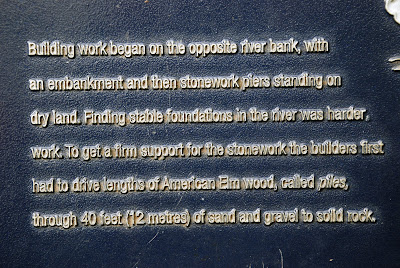 Building work began on the opposite river bank, with
an embankment and then stonework piers standing on
dry land. Finding stable foundations in the river was harder,
work. To get a firm support for the stonework the builders first
had to drive lengths of American Elm wood, called piles,
through 40 feet (12 metres) of sand and gravel to solid rock.